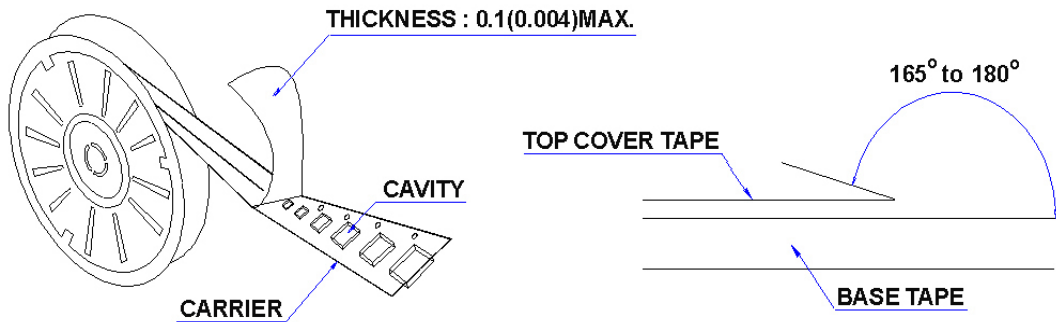 THICKNESS : 0.1(0.004)MAX.
CAVITY
CARRIER
165° to 180°
TOP COVER TAPE
BASE TAPE